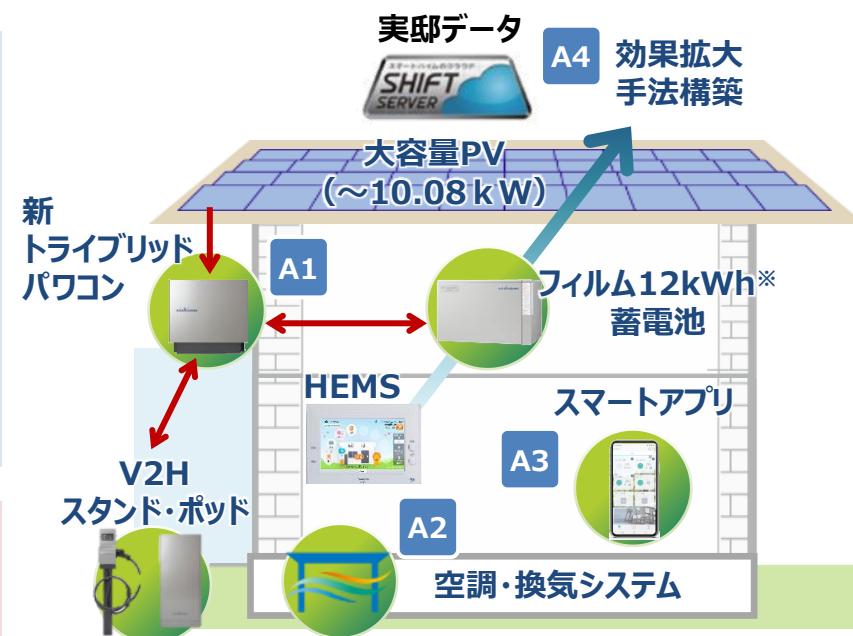 実邸データ
スマートハイムのクラウド
SHIFT
SERVER
A4
効果拡大
手法構築
大容量PV
(～10.08kW)
新
トライブリッド
パワコン
A1
フィルム12kWh※
蓄電池
HEMS
スマートアプリ
A3
V2H
スタンド・ポッド
A2
空調・換気システム